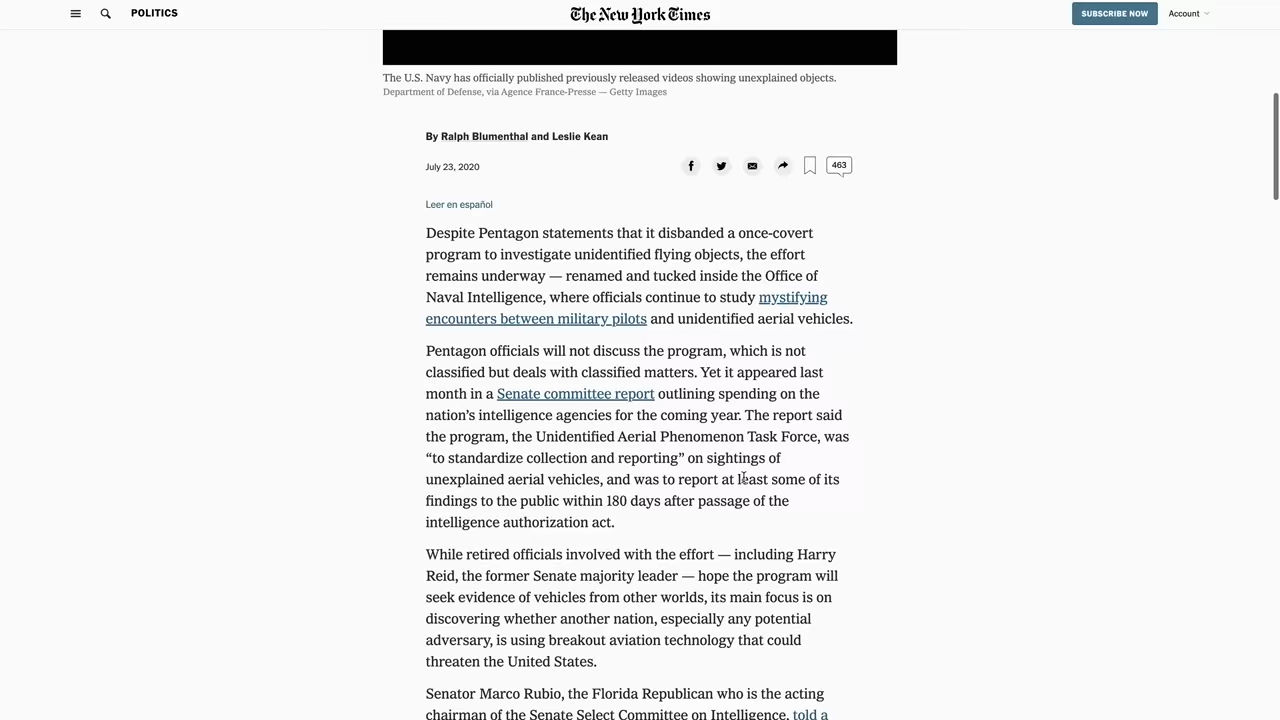 POLITICS
The New York Times
SUBSCRIBE NOW
Account
The U.S. Navy has officially published previously released videos showing unexplained objects.
Department of Defense, via Agence France-Presse — Getty Images
By Ralph Blumenthal and Leslie Kean
July 23, 2020
463
Leer en español
Despite Pentagon statements that it disbanded a once-covert
program to investigate unidentified flying objects, the effort
remains underway — renamed and tucked inside the Office of
Naval Intelligence, where officials continue to study mystifying
encounters between military pilots and unidentified aerial vehicles.
Pentagon officials will not discuss the program, which is not
classified but deals with classified matters. Yet it appeared last
month in a Senate committee report outlining spending on the
nation’s intelligence agencies for the coming year. The report said
the program, the Unidentified Aerial Phenomenon Task Force, was
“to standardize collection and reporting” on sightings of
unexplained aerial vehicles, and was to report at least some of its
findings to the public within 180 days after passage of the
intelligence authorization act.
While retired officials involved with the effort — including Harry
Reid, the former Senate majority leader — hope the program will
seek evidence of vehicles from other worlds, its main focus is on
discovering whether another nation, especially any potential
adversary, is using breakout aviation technology that could
threaten the United States.
Senator Marco Rubio, the Florida Republican who is the acting
chairman of the Senate Select Committee on Intelligence, told a